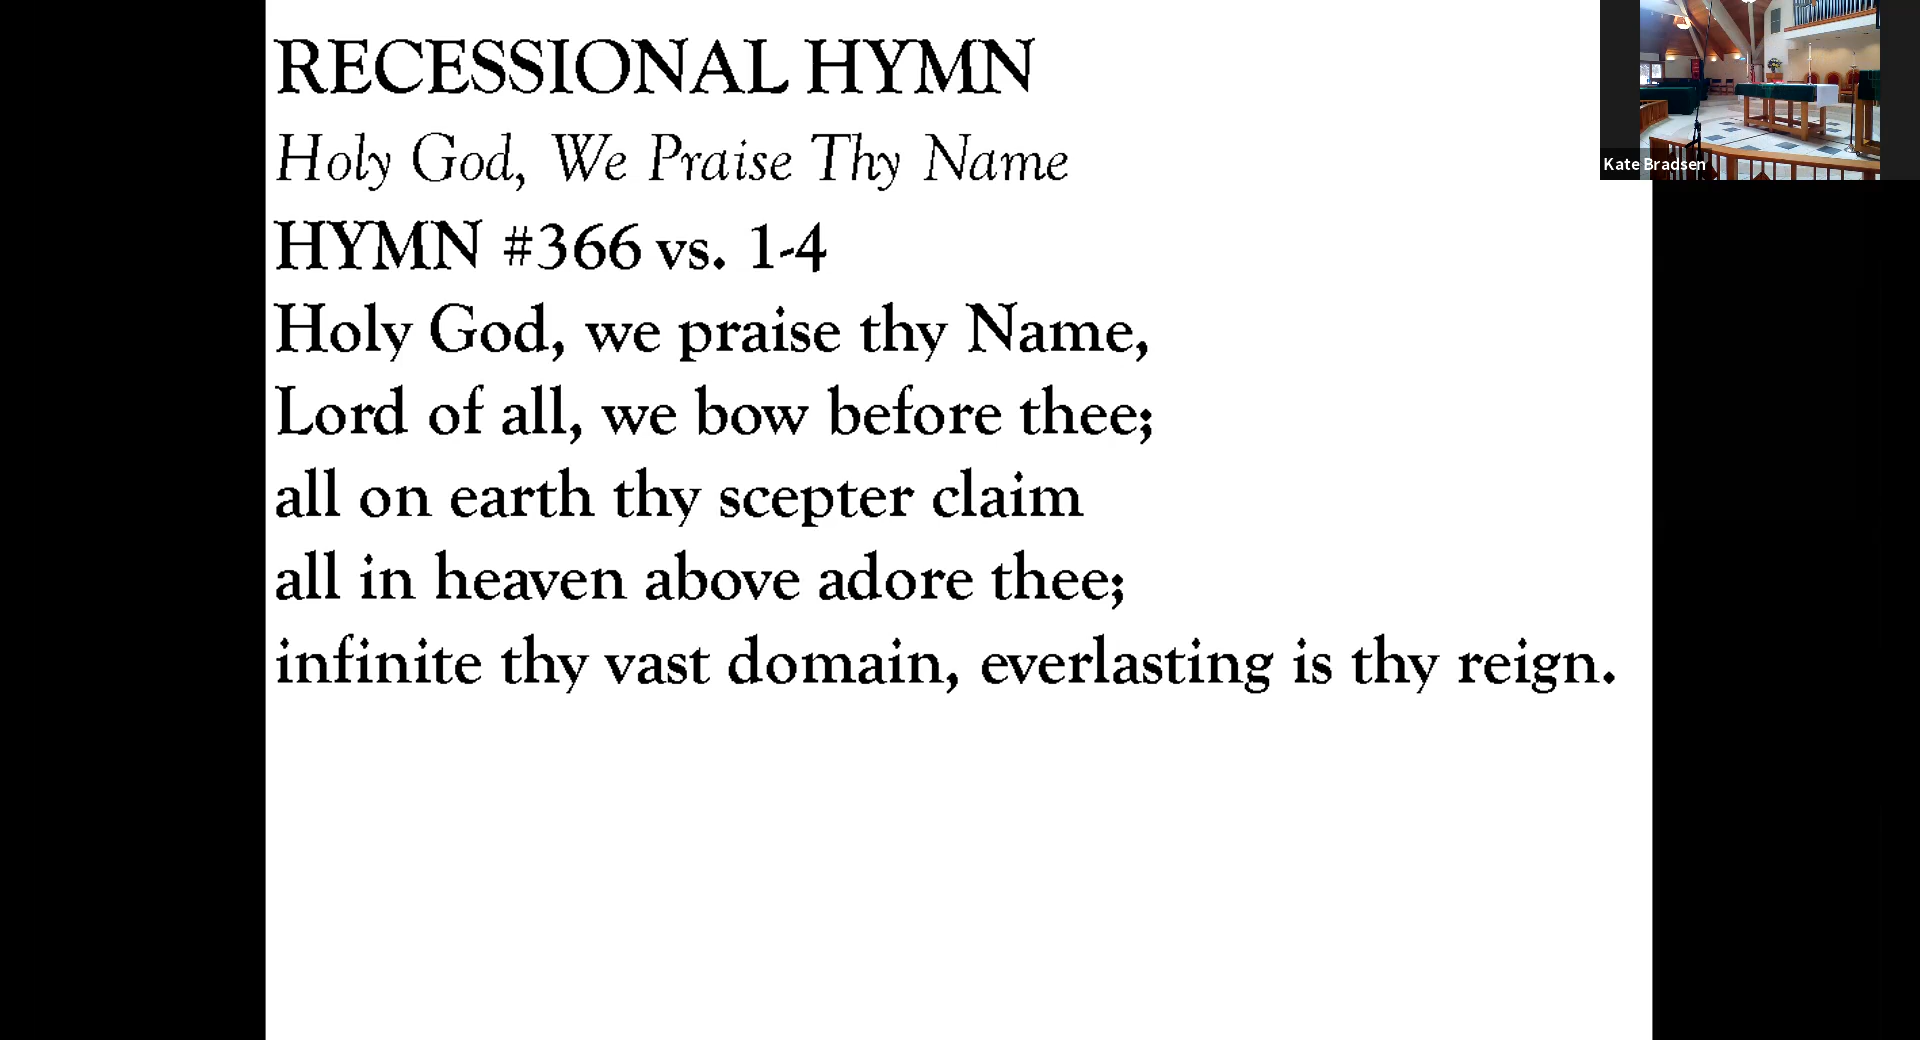 RECESSIONAL HYMN
Holy God, We Praise Thy Name
HYMN #366 vs. 1-4
Holy God, we praise thy Name,
Lord of all, we bow before thee;
all on earth thy scepter claim
all in heaven above adore thee;
infinite thy vast domain, everlasting is thy reign.
Kate Bradsen